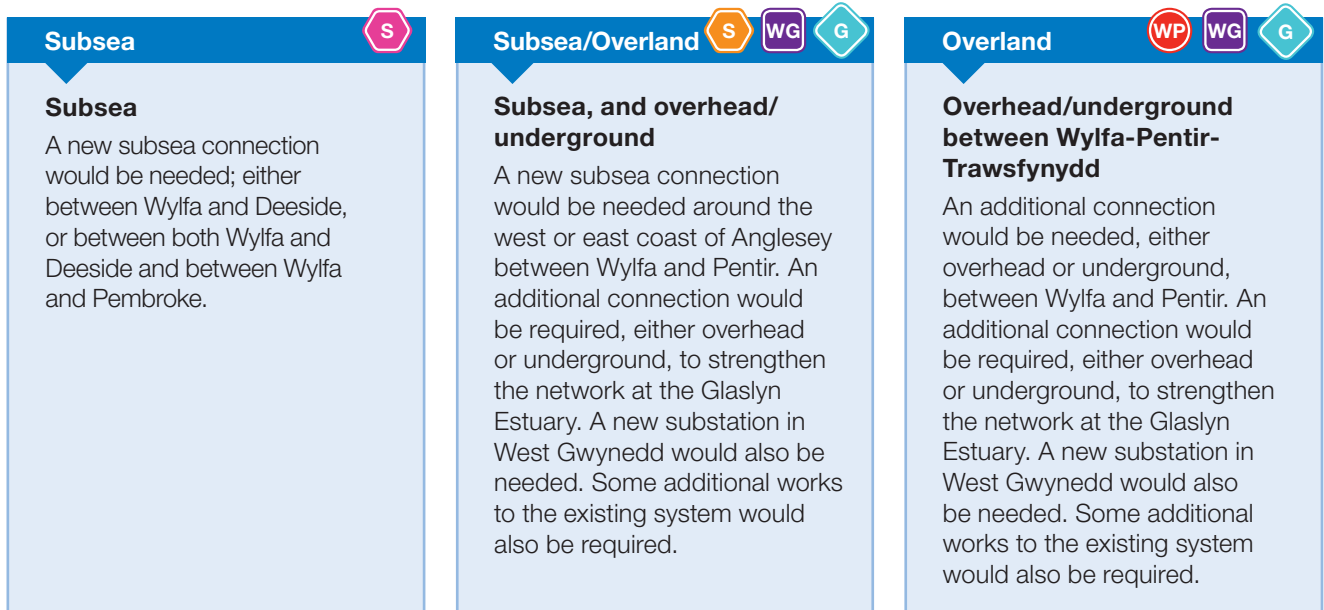 Subsea
S
Subsea
A new subsea connection
would be needed; either
between Wylfa and Deeside,
or between both Wylfa and
Deeside and between Wylfa
and Pembroke.
Subsea/Overland S WG G
Subsea, and overhead/
underground
A new subsea connection
would be needed around the
west or east coast of Anglesey
between Wylfa and Pentir. An
additional connection would
be required, either overhead
or underground, to strengthen
the network at the Glaslyn
Estuary. A new substation in
West Gwynedd would also be
needed. Some additional works
to the existing system would
also be required.
Overland WP WG G
Overhead/underground
between Wylfa-Pentir-
Trawsfynydd
An additional connection
would be needed, either
overhead or underground,
between Wylfa and Pentir. An
additional connection would
be required, either overhead
or underground, to strengthen
the network at the Glaslyn
Estuary. A new substation in
West Gwynedd would also
be needed. Some additional
works to the existing system
would also be required.